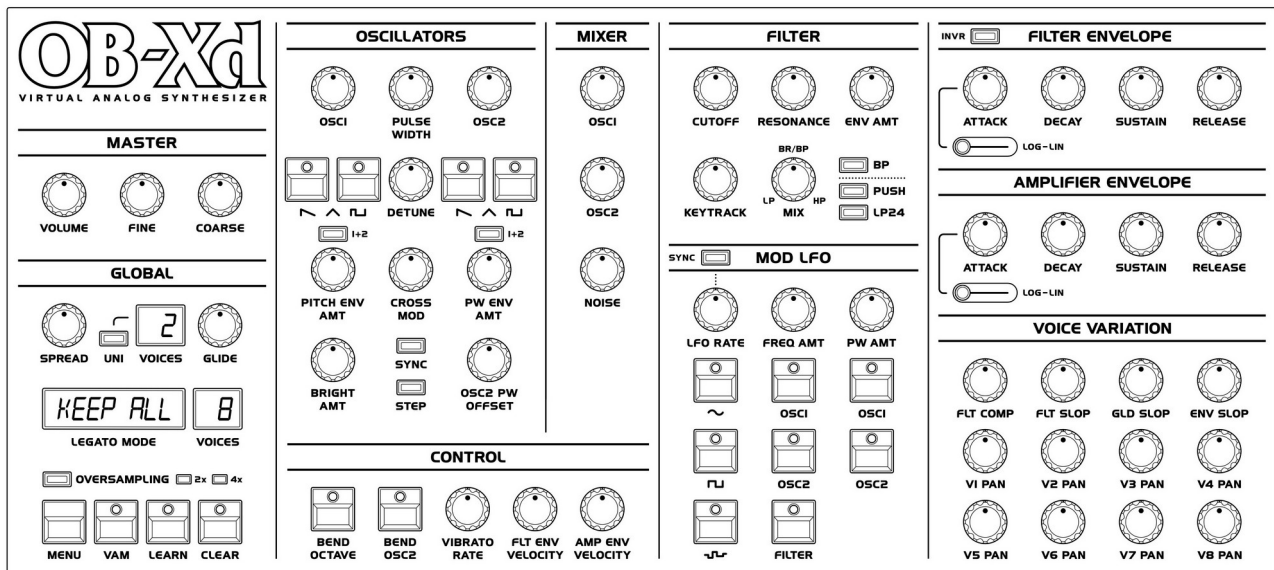 OB-Xd
VIRTUAL ANALOG SYNTHESIZER
MASTER
VOLUME FINE COARSE
GLOBAL
SPREAD UNI 2 VOICES GLIDE
KEEP ALL 8
LEGATO MODE VOICES
OVERSAMPLING 2x 4x
MENU VAM LEARN CLEAR
OSCILLATORS
OSC1 PULSE WIDTH OSC2
DETUNE
1+2 1+2
PITCH ENV AMT CROSS MOD PW ENV AMT
SYNC
BRIGHT AMT STEP OSC2 PW OFFSET
MIXER
OSC1
OSC2
NOISE
CONTROL
BEND OCTAVE BEND OSC2 VIBRATO RATE FLT ENV VELOCITY AMP ENV VELOCITY
FILTER
CUTOFF RESONANCE ENV AMT
BR/BP BP
PUSH
KEYTRACK LP MIX HP LP24
SYNC MOD LFO
LFO RATE FREQ AMT PW AMT
OSC1 OSC1
OSC2 OSC2
FILTER
INVR FILTER ENVELOPE
ATTACK DECAY SUSTAIN RELEASE
LOG-LIN
AMPLIFIER ENVELOPE
ATTACK DECAY SUSTAIN RELEASE
LOG-LIN
VOICE VARIATION
FLT COMP FLT SLOP GLD SLOP ENV SLOP
V1 PAN V2 PAN V3 PAN V4 PAN
V5 PAN V6 PAN V7 PAN V8 PAN